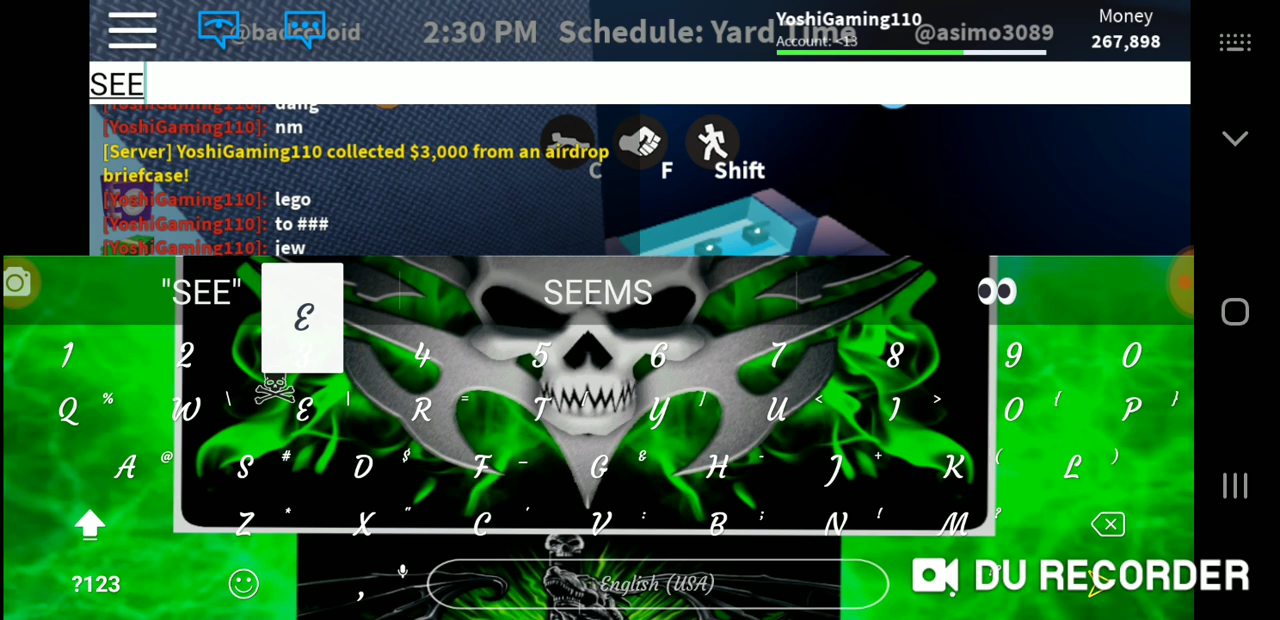 @badccvoid
2:30 PM Schedule: Yard Time
YoshiGaming110
Account: <13
@asimo3089
Money
267,898
SEE
[YoshiGaming110]: dang
[YoshiGaming110]: nm
[Server] YoshiGaming110 collected $3,000 from an airdrop
briefcase!
[YoshiGaming110]: lego
[YoshiGaming110]: to ###
[YoshiGaming110]: jew
C F Shift
"SEE" SEEMS
E
1 2 4 5 6 7 8 9 0
Q % W \ E | R = T / Y ] U < I > O { P }
A @ S # D $ F _ G & H - J + K ( L )
Z * X " C ' V : B ; N ! M ?
?123 , English (USA)
DU RECORDER